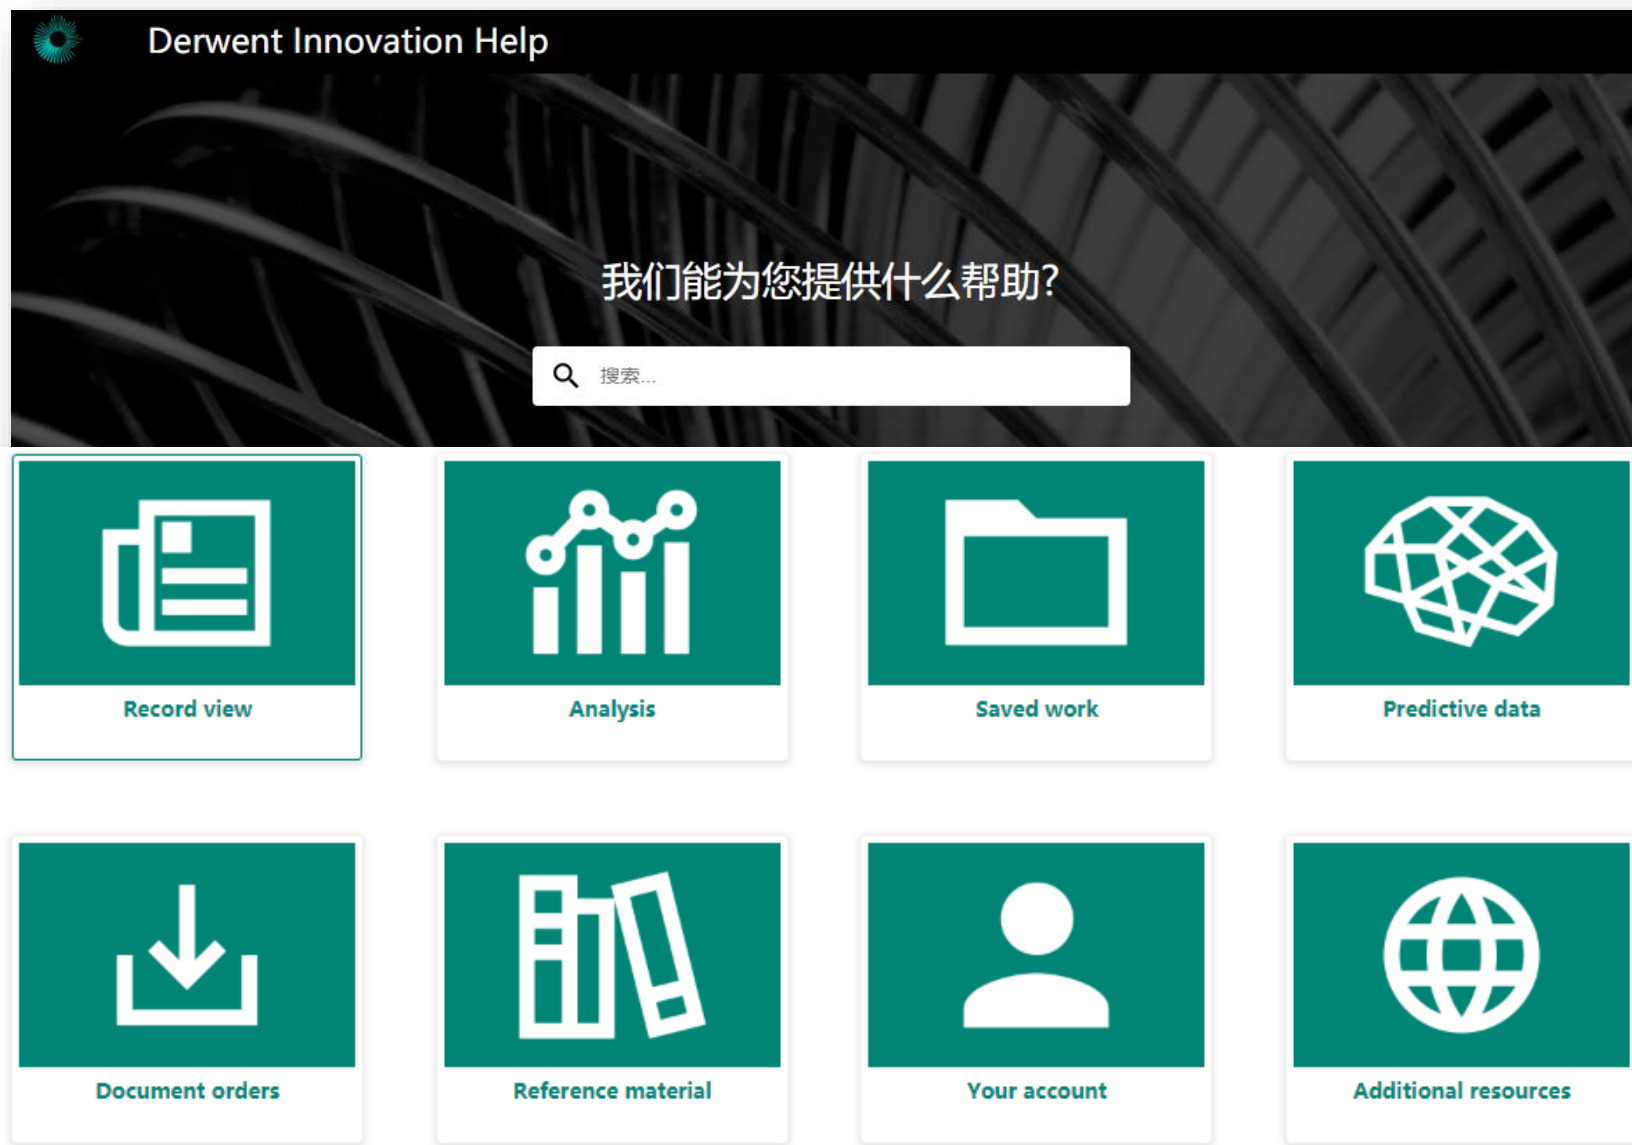 Derwent Innovation Help
我们能为您提供什么帮助?
搜索...
Record view
Analysis
Saved work
Predictive data
Document orders
Reference material
Your account
Additional resources